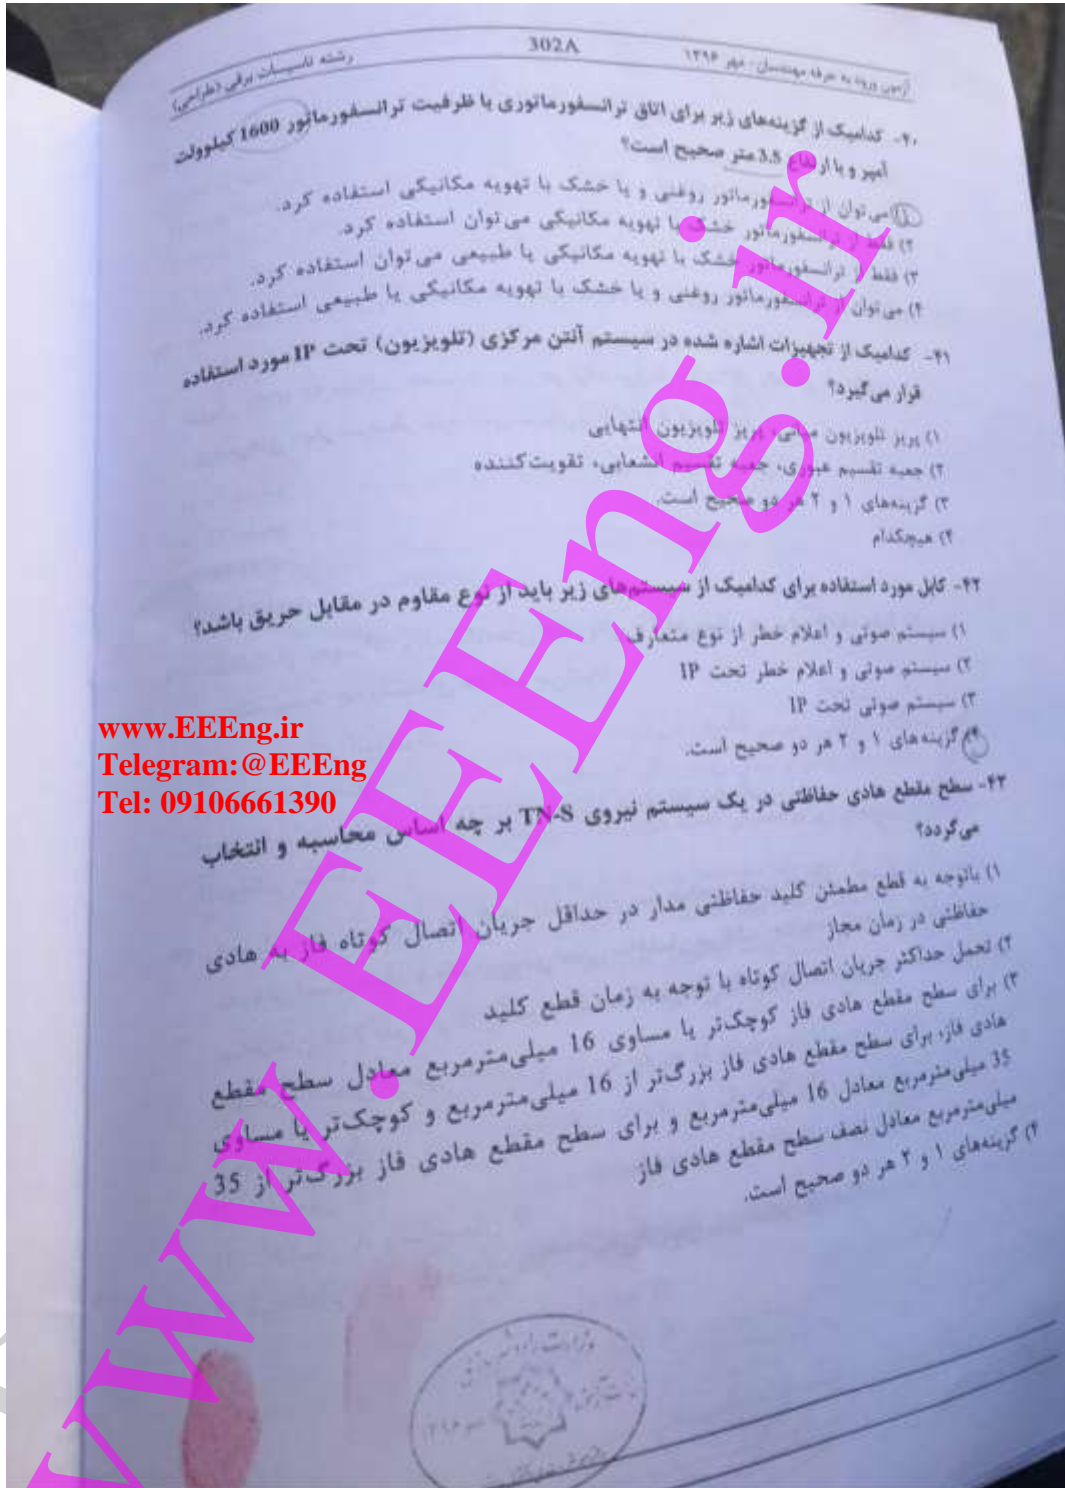 آزمون ورود به حرفه مهندسان - مهر ۱۳۹۶
302A
رشته تاسیسات برقی (طراحی)
۴۰- کدامیک از گزینه‌های زیر برای اتاق ترانسفورماتوری با ظرفیت ترانسفورماتور 1600 کیلوولت
آمپر و با ارتفاع 3.5 متر صحیح است؟
۱) می‌توان از ترانسفورماتور روغنی و یا خشک با تهویه مکانیکی استفاده کرد.
۲) فقط از ترانسفورماتور خشک با تهویه مکانیکی می‌توان استفاده کرد.
۳) فقط از ترانسفورماتور خشک با تهویه مکانیکی یا طبیعی می‌توان استفاده کرد.
۴) می‌توان از ترانسفورماتور روغنی و یا خشک با تهویه مکانیکی یا طبیعی استفاده کرد.
۴۱- کدامیک از تجهیزات اشاره شده در سیستم آنتن مرکزی (تلویزیون) تحت IP مورد استفاده
قرار می‌گیرد؟
۱) پریز تلویزیون میانی، پریز تلویزیون انتهایی
۲) جعبه تقسیم عبوری، جعبه تقسیم انشعابی، تقویت‌کننده
۳) گزینه‌های ۱ و ۲ هر دو صحیح است.
۴) هیچکدام
۴۲- کابل مورد استفاده برای کدامیک از سیستم‌های زیر باید از نوع مقاوم در مقابل حریق باشد؟
۱) سیستم صوتی و اعلام خطر از نوع متعارف
۲) سیستم صوتی و اعلام خطر تحت IP
۳) سیستم صوتی تحت IP
۴) گزینه‌های ۱ و ۲ هر دو صحیح است.
www.EEEng.ir
Telegram:@EEEng
Tel: 09106661390
۴۳- سطح مقطع هادی حفاظتی در یک سیستم نیروی TN-S بر چه اساس محاسبه و انتخاب
می‌گردد؟
۱) باتوجه به قطع مطمئن کلید حفاظتی مدار در حداقل جریان اتصال کوتاه فاز به هادی
حفاظتی در زمان مجاز
۲) تحمل حداکثر جریان اتصال کوتاه با توجه به زمان قطع کلید
۳) برای سطح مقطع هادی فاز کوچک‌تر یا مساوی 16 میلی‌مترمربع معادل سطح مقطع
هادی فاز، برای سطح مقطع هادی فاز بزرگ‌تر از 16 میلی‌مترمربع و کوچک‌تر یا مساوی
35 میلی‌مترمربع معادل 16 میلی‌مترمربع و برای سطح مقطع هادی فاز بزرگ‌تر از 35
میلی‌مترمربع معادل نصف سطح مقطع هادی فاز
۴) گزینه‌های ۱ و ۲ هر دو صحیح است.
www.EEEng.ir